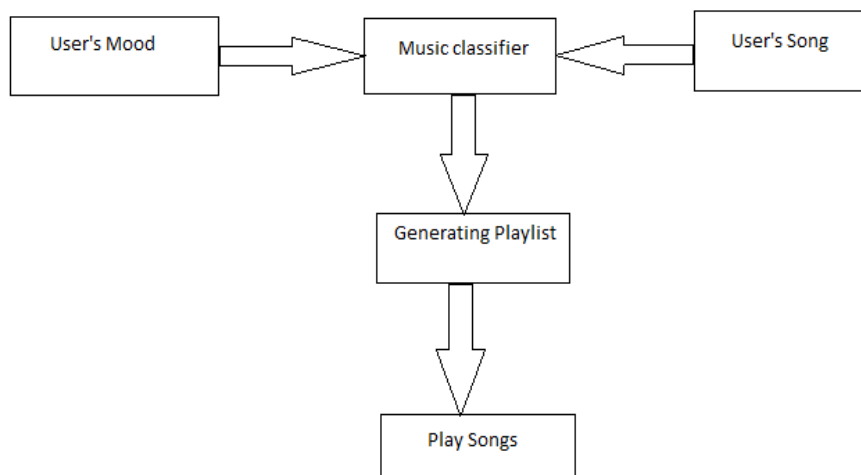 User's Mood
Music classifier
User's Song
Generating Playlist
Play Songs